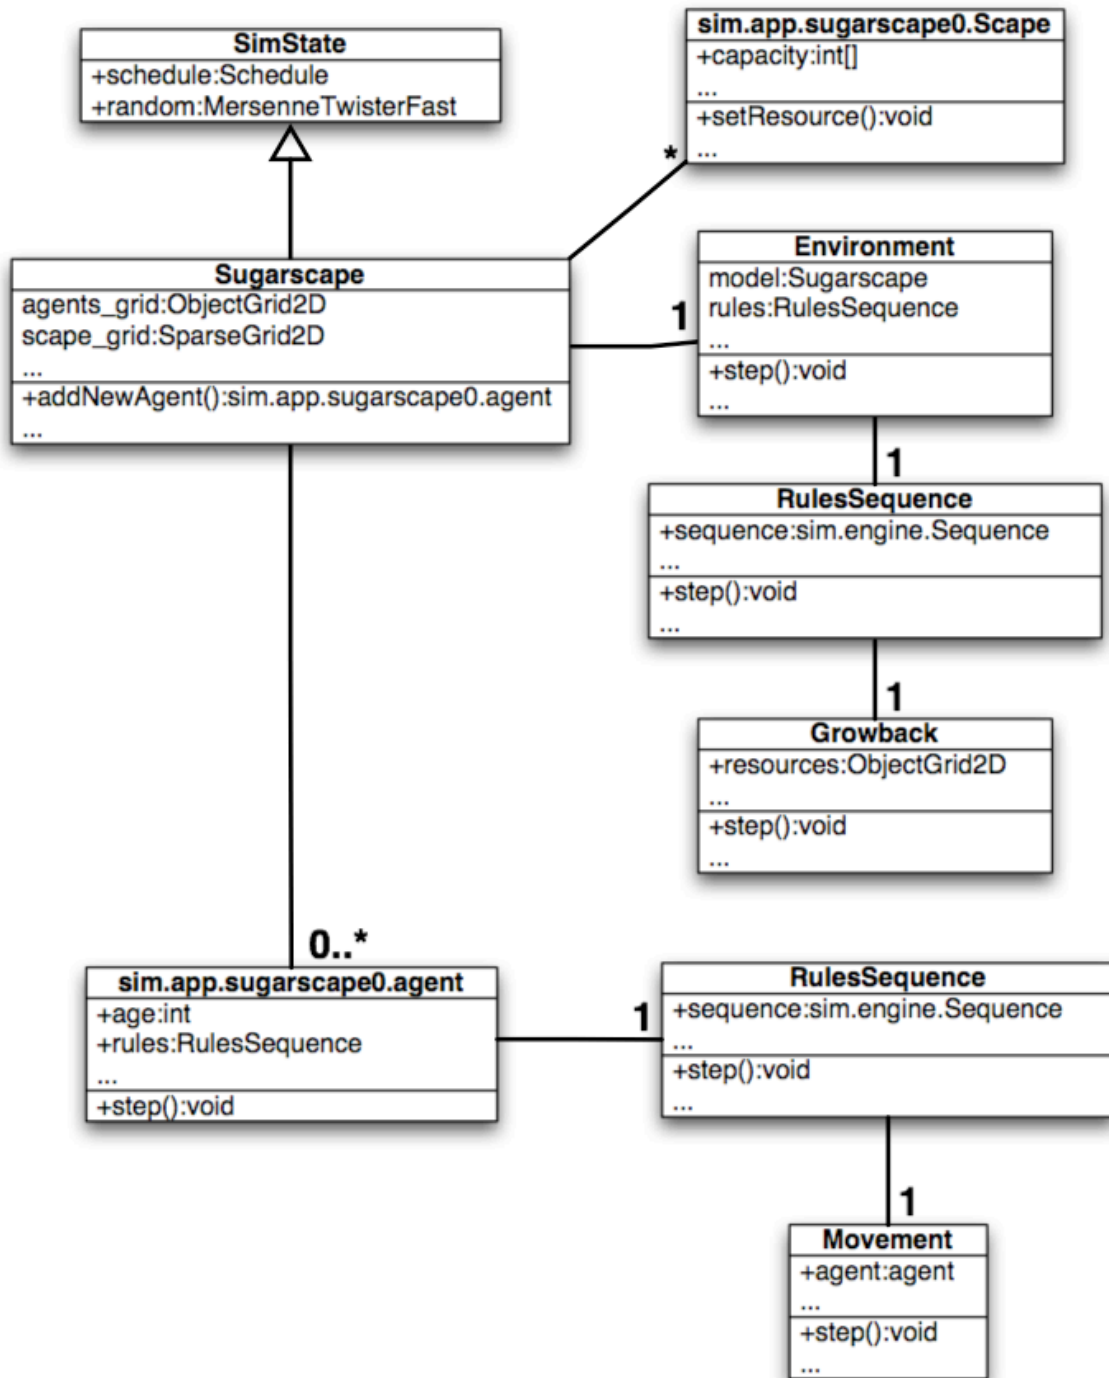 SimState
+schedule:Schedule
+random:MersenneTwisterFast
sim.app.sugarscape0.Scape
+capacity:int[]
...
+setResource():void
...
*
Sugarscape
agents_grid:ObjectGrid2D
scape_grid:SparseGrid2D
...
+addNewAgent():sim.app.sugarscape0.agent
...
1
Environment
model:Sugarscape
rules:RulesSequence
...
+step():void
...
1
RulesSequence
+sequence:sim.engine.Sequence
...
+step():void
...
1
Growback
+resources:ObjectGrid2D
...
+step():void
...
0..*
sim.app.sugarscape0.agent
+age:int
+rules:RulesSequence
...
+step():void
1
RulesSequence
+sequence:sim.engine.Sequence
...
+step():void
...
1
Movement
+agent:agent
...
+step():void
...